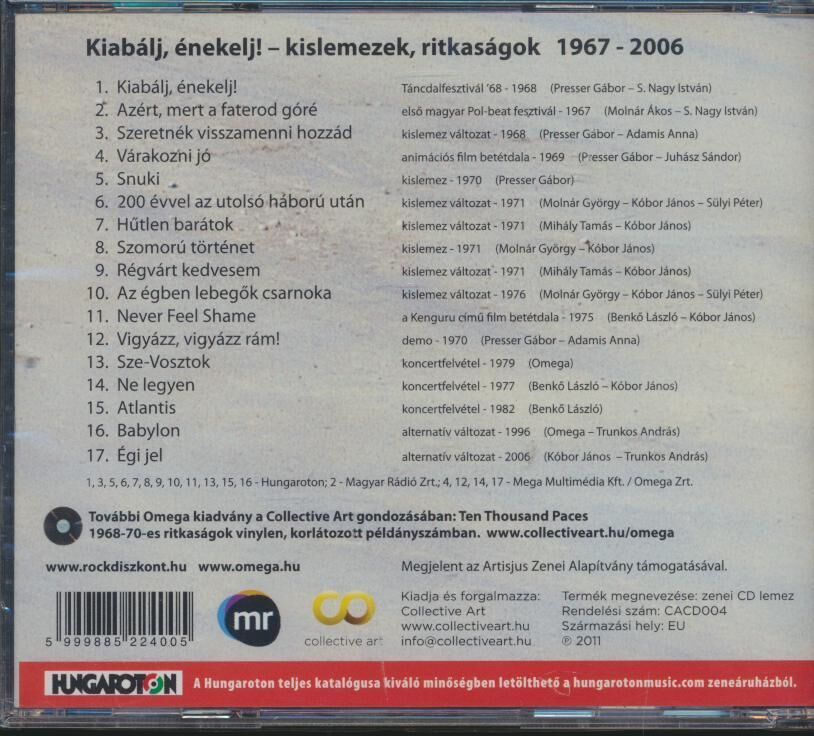 Kiabálj, énekelj! – kislemezek, ritkaságok 1967 - 2006
1. Kiabálj, énekelj! Táncdalfesztivál '68 - 1968 (Presser Gábor – S. Nagy István)
2. Azért, mert a faterod góré első magyar Pol-beat fesztivál - 1967 (Molnár Ákos – S. Nagy István)
3. Szeretnék visszamenni hozzád kislemez változat - 1968 (Presser Gábor – Adamis Anna)
4. Várakozni jó animációs film betétdala - 1969 (Presser Gábor – Juhász Sándor)
5. Snuki kislemez - 1970 (Presser Gábor)
6. 200 évvel az utolsó háború után kislemez változat - 1971 (Molnár György – Kóbor János – Sülyi Péter)
7. Hűtlen barátok kislemez változat - 1971 (Mihály Tamás – Kóbor János)
8. Szomorú történet kislemez - 1971 (Molnár György – Kóbor János)
9. Régvárt kedvesem kislemez változat - 1971 (Mihály Tamás – Kóbor János)
10. Az égben lebegők csarnoka kislemez változat - 1976 (Molnár György – Kóbor János – Sülyi Péter)
11. Never Feel Shame a Kenguru című film betétdala - 1975 (Benkő László – Kóbor János)
12. Vigyázz, vigyázz rám! demo - 1970 (Presser Gábor – Adamis Anna)
13. Sze-Vosztok koncertfelvétel - 1979 (Omega)
14. Ne legyen koncertfelvétel - 1977 (Benkő László – Kóbor János)
15. Atlantis koncertfelvétel - 1982 (Benkő László)
16. Babylon alternatív változat - 1996 (Omega – Trunkos András)
17. Égi jel alternatív változat - 2006 (Kóbor János – Trunkos András)
1, 3, 5, 6, 7, 8, 9, 10, 11, 13, 15, 16 - Hungaroton; 2 - Magyar Rádió Zrt.; 4, 12, 14, 17 - Mega Multimédia Kft. / Omega Zrt.
További Omega kiadvány a Collective Art gondozásában: Ten Thousand Paces
1968-70-es ritkaságok vinylen, korlátozott példányszámban. www.collectiveart.hu/omega
www.rockdiszkont.hu www.omega.hu Megjelent az Artisjus Zenei Alapítvány támogatásával.
5 999885 224005
mr
collective art
Kiadja és forgalmazza:
Collective Art
www.collectiveart.hu
info@collectiveart.hu
Termék megnevezése: zenei CD lemez
Rendelési szám: CACD004
Származási hely: EU
℗ 2011
HUNGAROTON A Hungaroton teljes katalógusa kiváló minőségben letölthető a hungarotonmusic.com zeneáruházból.